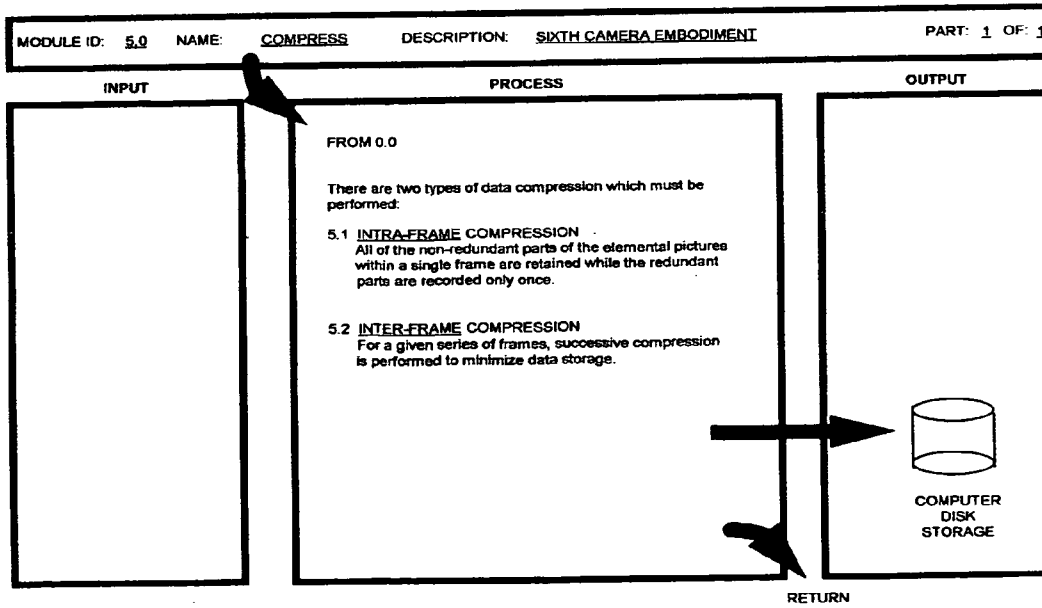 MODULE ID: 5.0 NAME: COMPRESS DESCRIPTION: SIXTH CAMERA EMBODIMENT PART: 1 OF: 1
INPUT
PROCESS
OUTPUT
FROM 0.0
There are two types of data compression which must be
performed:
5.1 INTRA-FRAME COMPRESSION
All of the non-redundant parts of the elemental pictures
within a single frame are retained while the redundant
parts are recorded only once.
5.2 INTER-FRAME COMPRESSION
For a given series of frames, successive compression
is performed to minimize data storage.
COMPUTER
DISK
STORAGE
RETURN